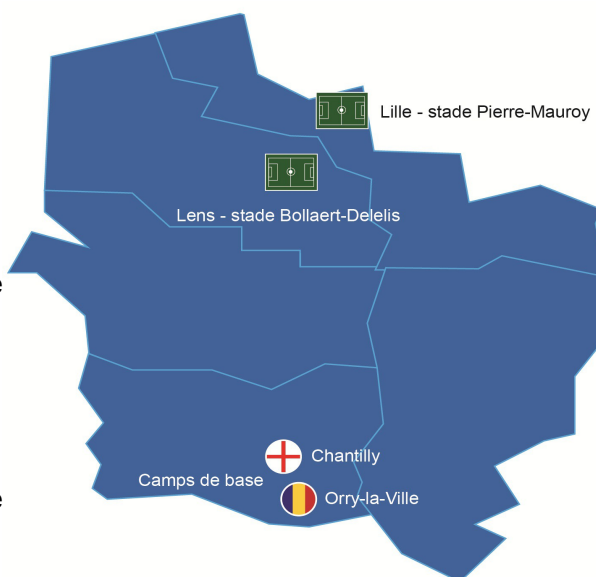 Lille - stade Pierre-Mauroy
Lens - stade Bollaert-Delelis
e
Chantilly
Camps de base
Orry-la-Ville
e